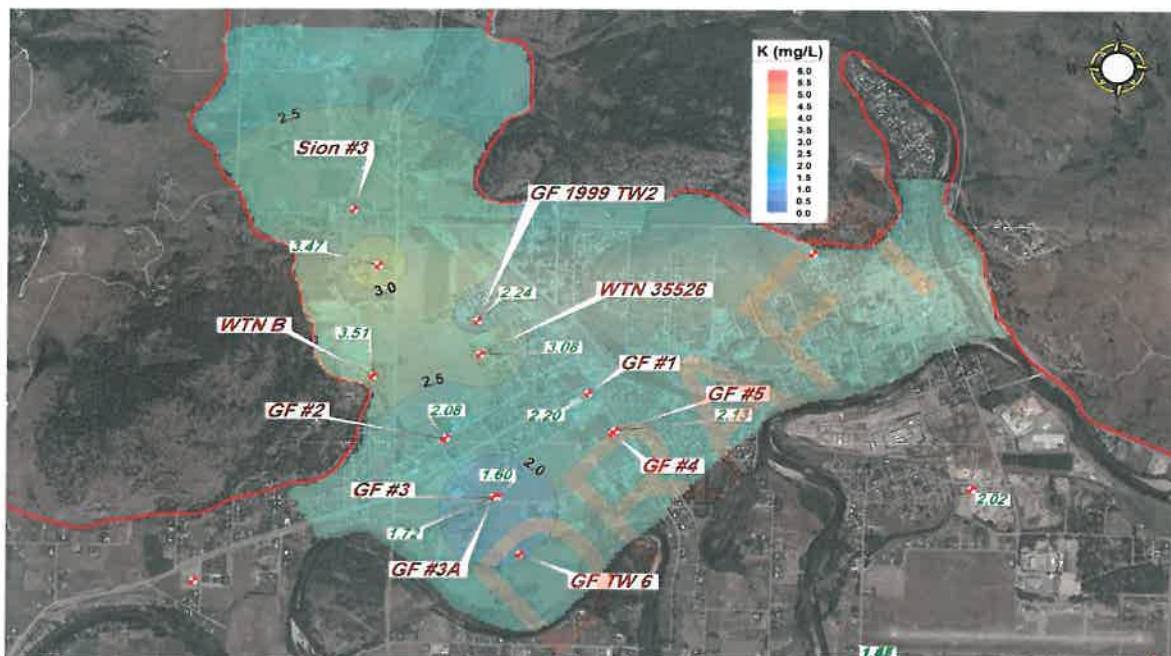 K (mg/L)
6.0
5.5
5.0
4.5
4.0
3.5
3.0
2.5
2.0
1.5
1.0
0.5
0.0
N
W
E
2.5
Sion #3
GF 1999 TW2
3.47
3.0
2.24
WTN 35526
WTN B
3.51
3.08
2.5
GF #1
GF #2
2.08
2.20
GF #5
2.13
GF #4
2.0
1.60
GF #3
2.02
1.72
GF #3A
GF TW 6
DRAFT